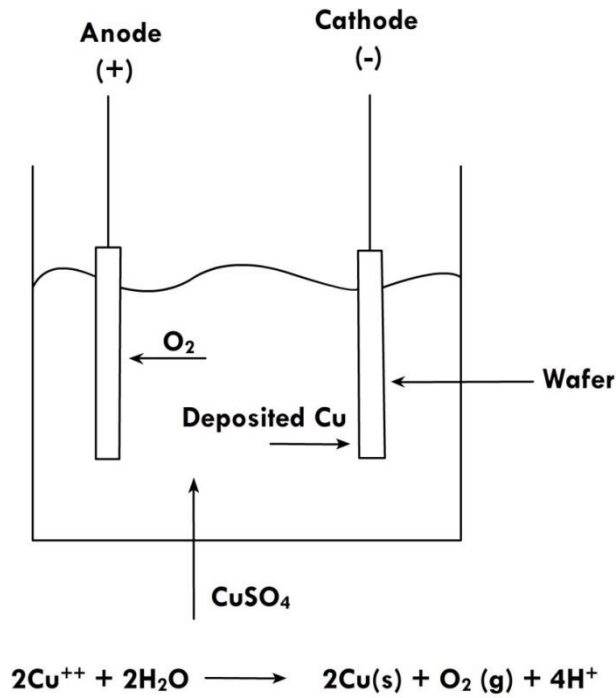 Anode
(+)
Cathode
(-)
O₂
Wafer
Deposited Cu
CuSO₄
2Cu⁺⁺ + 2H₂O ⟶ 2Cu(s) + O₂ (g) + 4H⁺